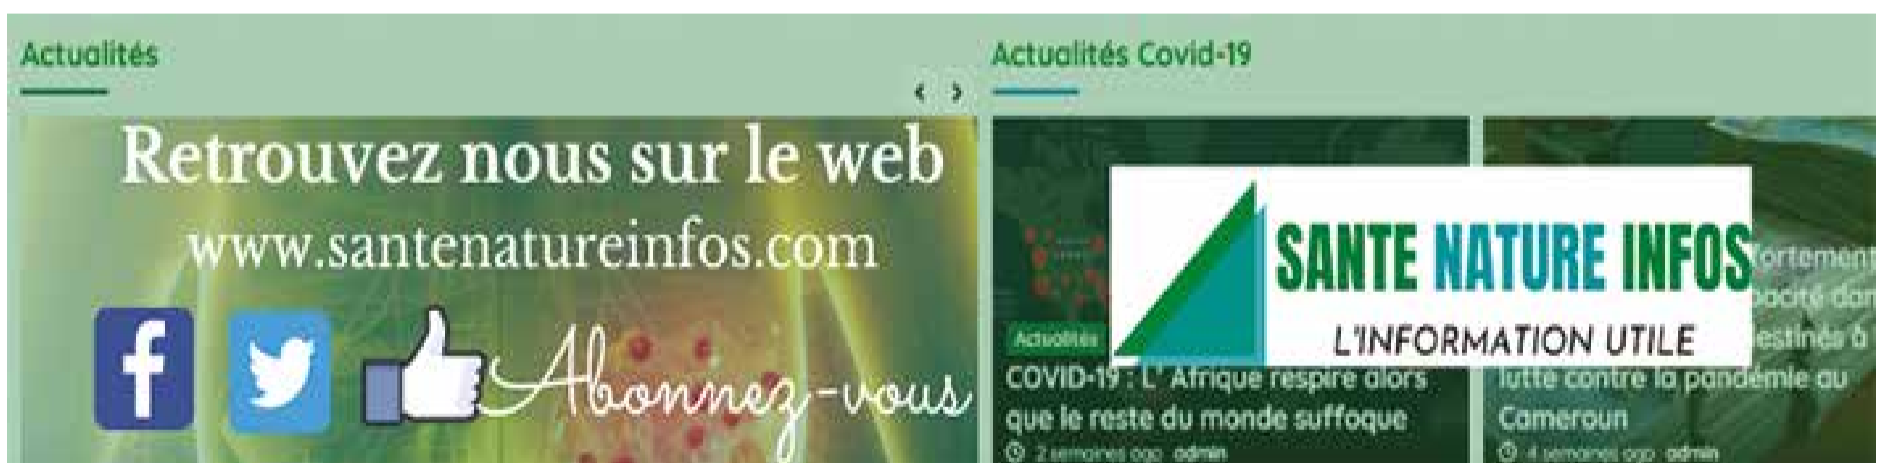 Actualités
Retrouvez nous sur le web
www.santenatureinfos.com
f
Abonnez-vous
Actualités Covid-19
SANTE NATURE INFOS
L'INFORMATION UTILE
Actualités
COVID-19 : L' Afrique respire alors
que le reste du monde suffoque
2 semaines ago admin
fortement
estinés à
lutte contre la pandémie au
Cameroun
4 semaines ago admin